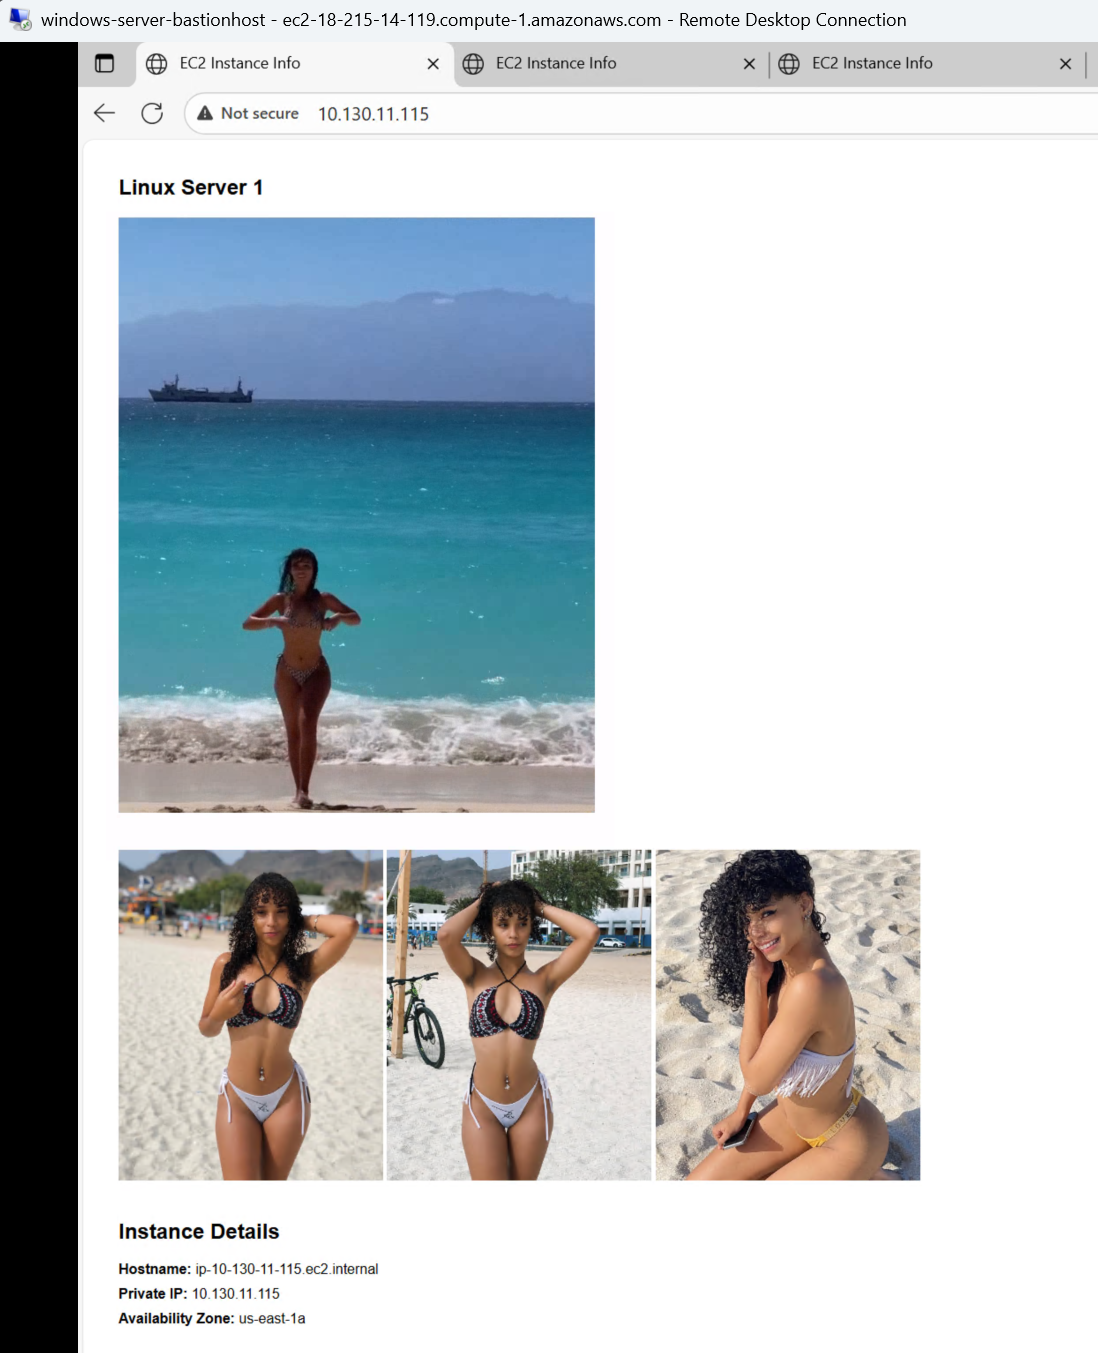 windows-server-bastionhost - ec2-18-215-14-119.compute-1.amazonaws.com - Remote Desktop Connection
EC2 Instance Info
EC2 Instance Info
EC2 Instance Info
Not secure 10.130.11.115
Linux Server 1
Instance Details
Hostname: ip-10-130-11-115.ec2.internal
Private IP: 10.130.11.115
Availability Zone: us-east-1a